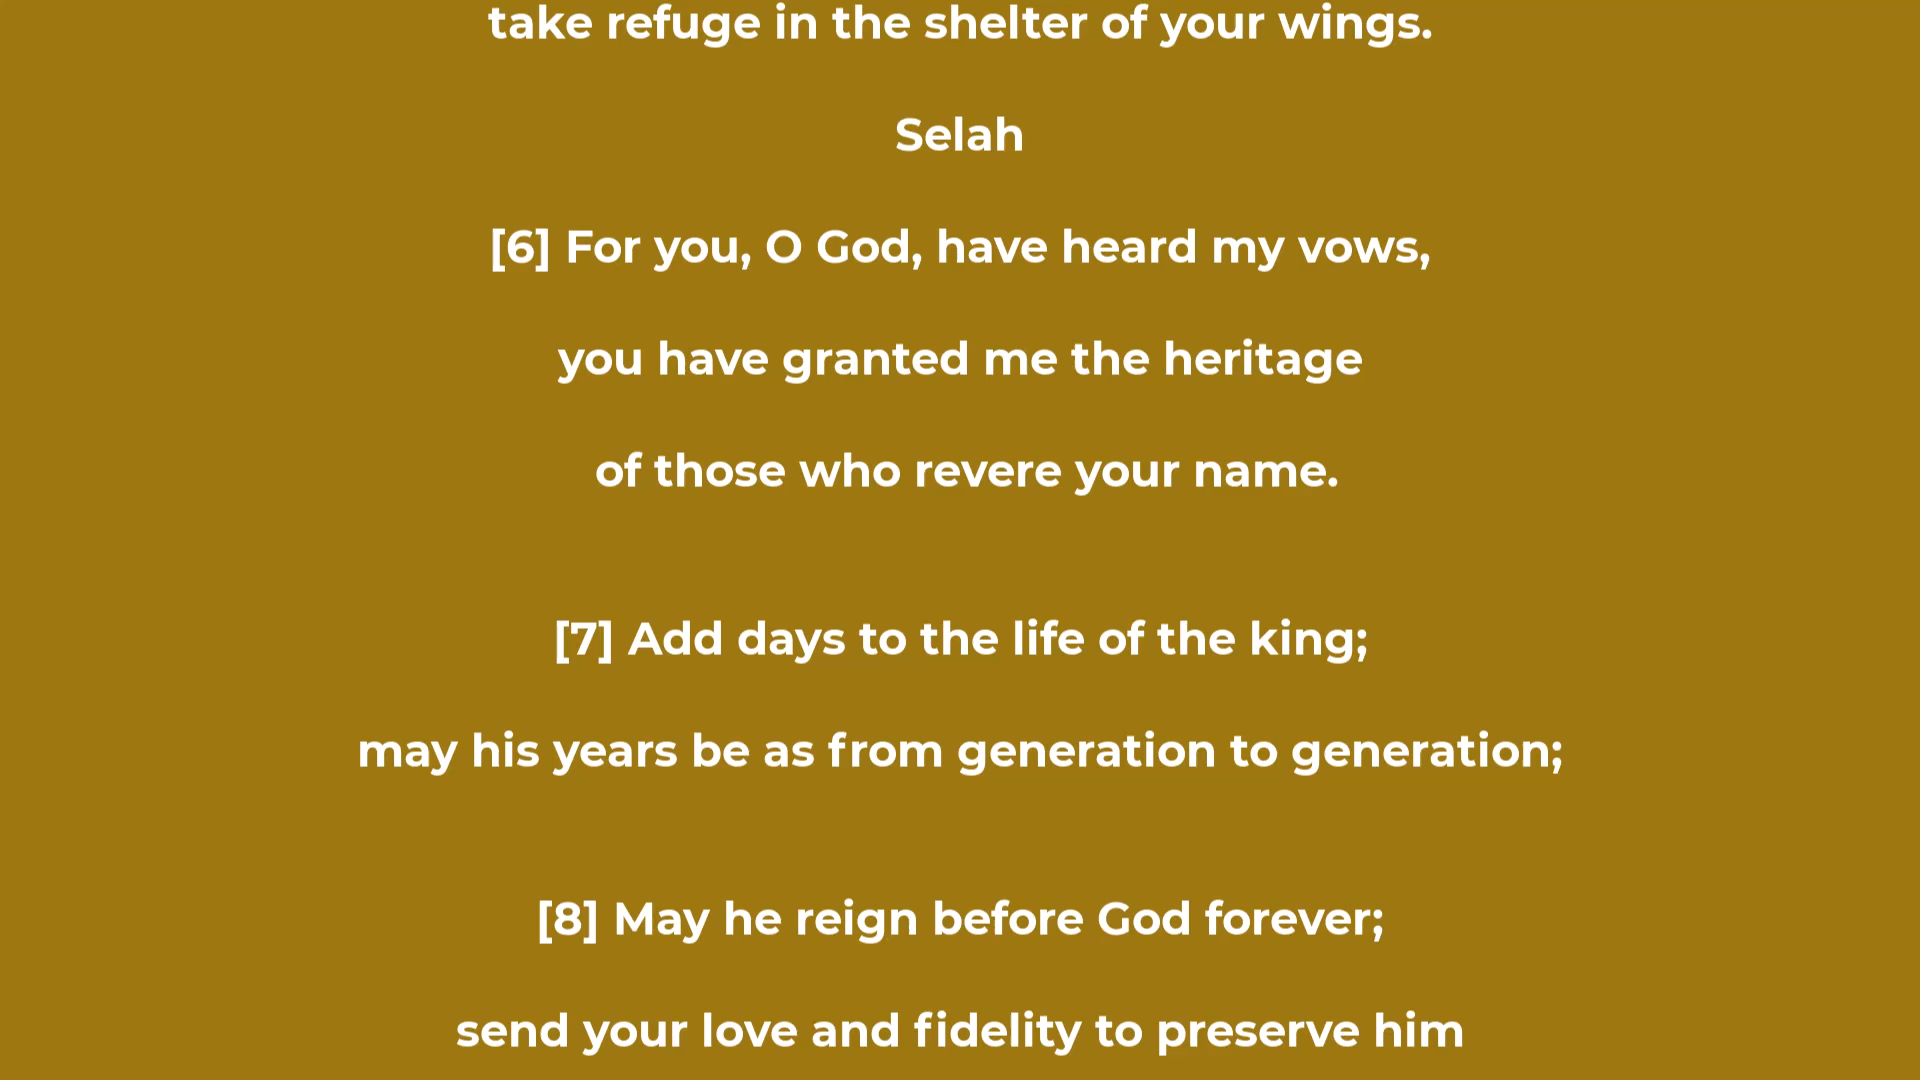 take refuge in the shelter of your wings.
Selah
[6] For you, O God, have heard my vows,
you have granted me the heritage
of those who revere your name.
[7] Add days to the life of the king;
may his years be as from generation to generation;
[8] May he reign before God forever;
send your love and fidelity to preserve him